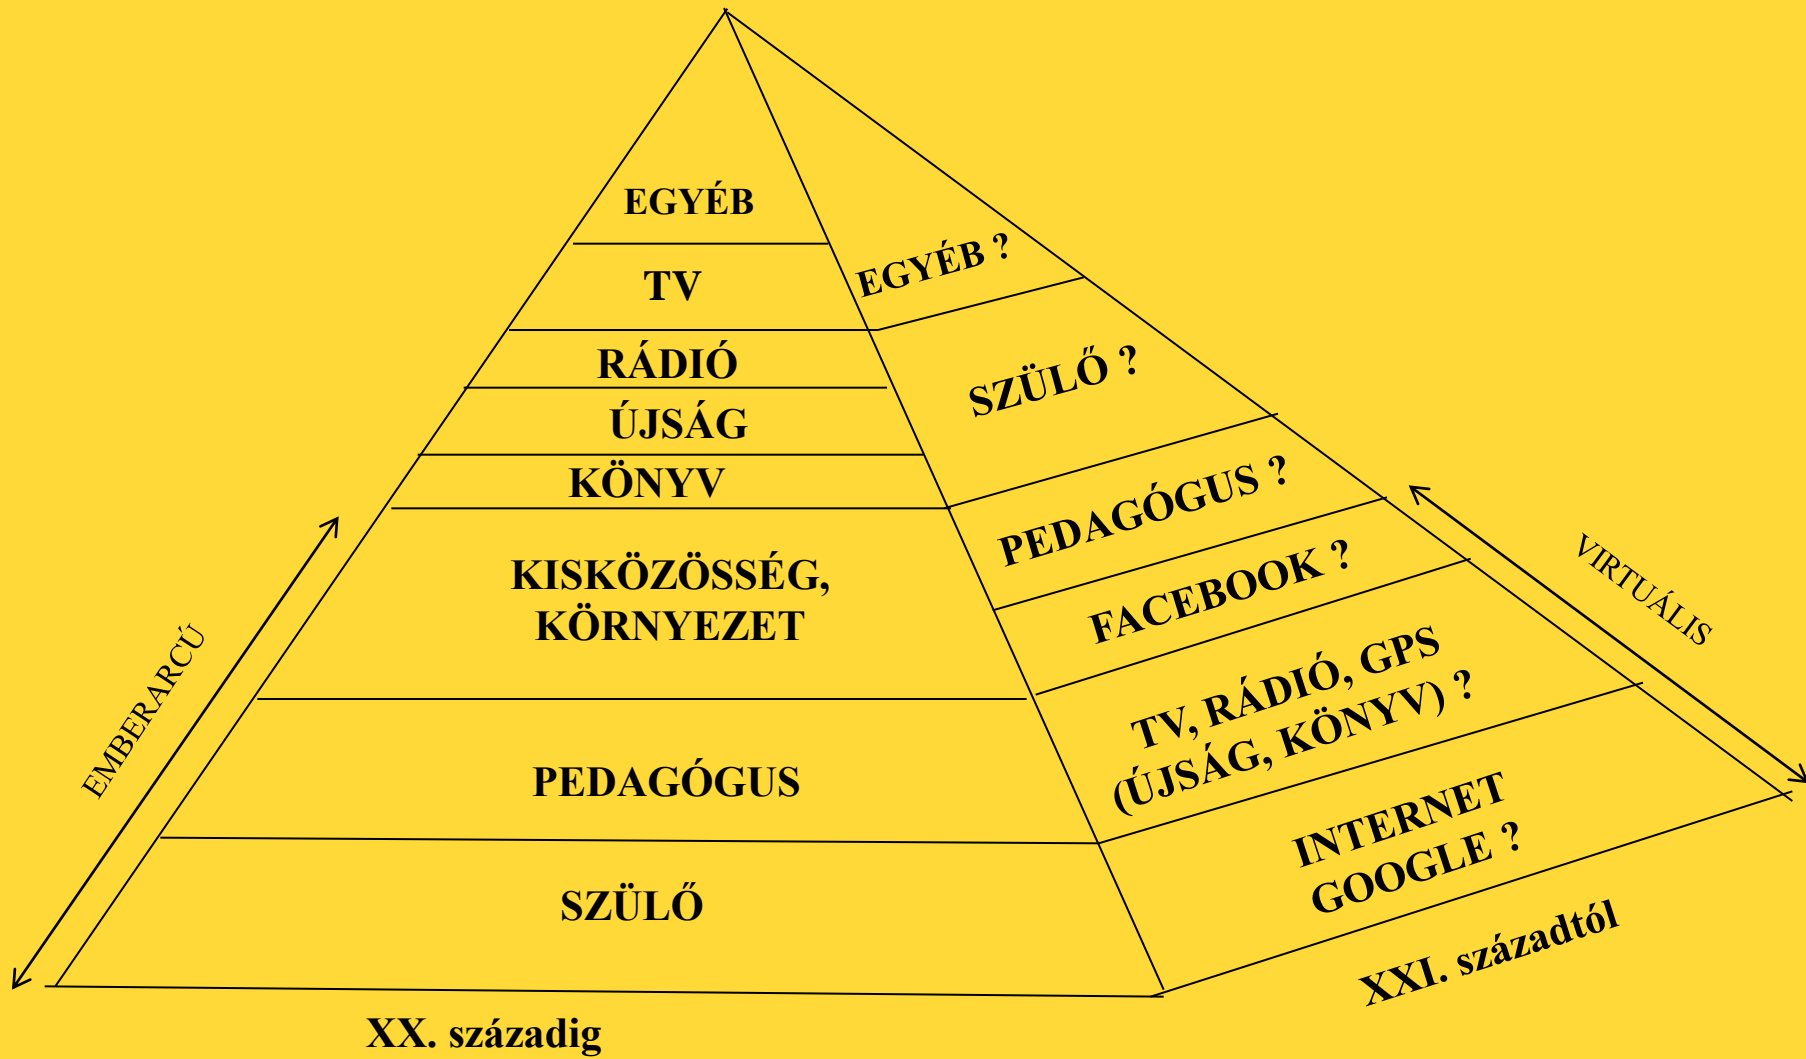 EGYÉB
TV
RÁDIÓ
ÚJSÁG
KÖNYV
KISKÖZÖSSÉG,
KÖRNYEZET
PEDAGÓGUS
SZÜLŐ
EMBERARCÚ
XX. századig
EGYÉB ?
SZÜLŐ ?
PEDAGÓGUS ?
FACEBOOK ?
TV, RÁDIÓ, GPS
(ÚJSÁG, KÖNYV) ?
INTERNET
GOOGLE ?
VIRTUÁLIS
XXI. századtól